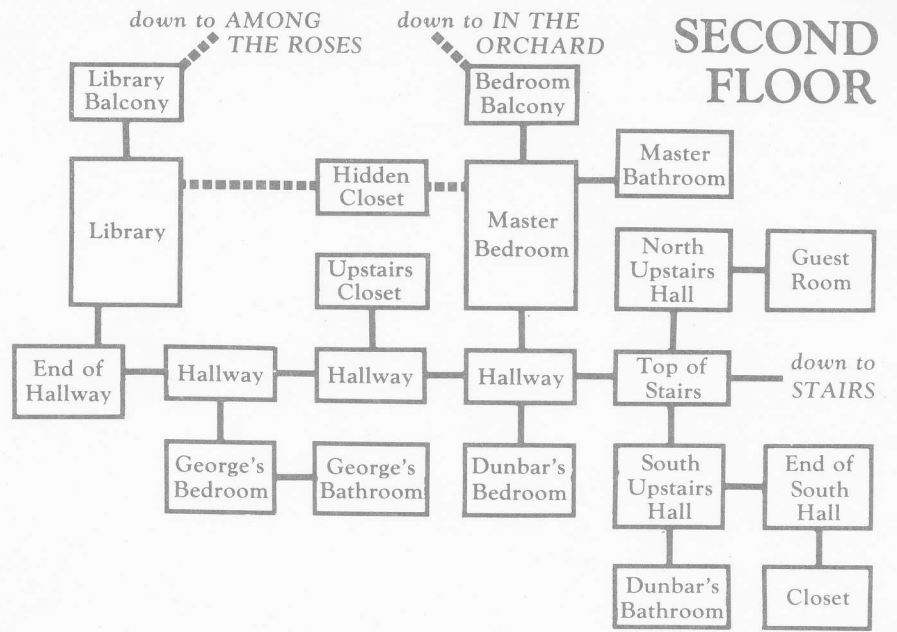 down to AMONG
THE ROSES
down to IN THE
ORCHARD
SECOND
FLOOR
Library
Balcony
Bedroom
Balcony
Master
Bathroom
Hidden
Closet
Library
Master
Bedroom
North
Upstairs
Hall
Guest
Room
Upstairs
Closet
End of
Hallway
Hallway
Hallway
Hallway
Top of
Stairs
down to
STAIRS
George's
Bedroom
George's
Bathroom
Dunbar's
Bedroom
South
Upstairs
Hall
End of
South
Hall
Dunbar's
Bathroom
Closet